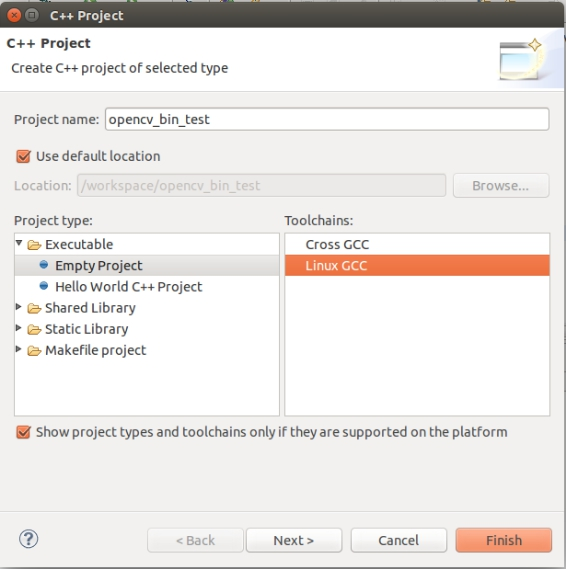 C++ Project
C++ Project
Create C++ project of selected type
Project name: opencv_bin_test
Use default location
Location: /workspace/opencv_bin_test Browse...
Project type: Toolchains:
Executable Cross GCC
Empty Project Linux GCC
Hello World C++ Project
Shared Library
Static Library
Makefile project
Show project types and toolchains only if they are supported on the platform
? < Back Next > Cancel Finish